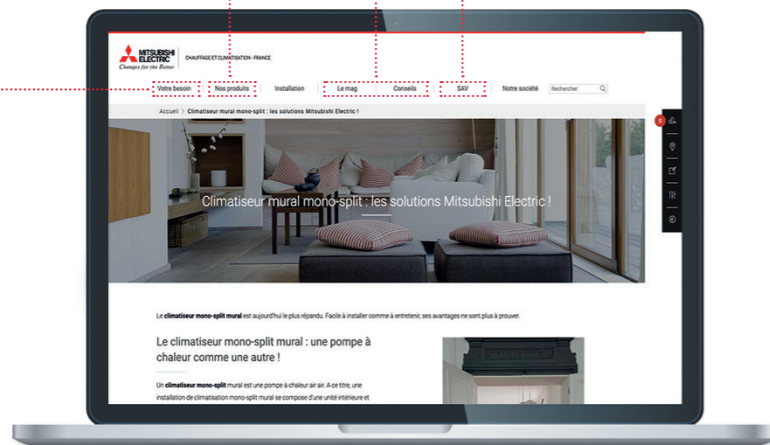 MITSUBISHI
ELECTRIC
Changes for the Better
CHAUFFAGE ET CLIMATISATION - FRANCE
Votre besoin Nos produits Installation Le mag Conseils SAV Notre société Rechercher
Accueil > Climatiseur mural mono-split : les solutions Mitsubishi Electric !
0
Climatiseur mural mono-split : les solutions Mitsubishi Electric !
Le climatiseur mono-split mural est aujourd'hui le plus répandu. Facile à installer comme à entretenir, ses avantages ne sont plus à prouver.
Le climatiseur mono-split mural : une pompe à
chaleur comme une autre !
Un climatiseur mono-split mural est une pompe à chaleur air air. A ce titre, une
installation de climatisation mono-split mural se compose d'une unité intérieure et